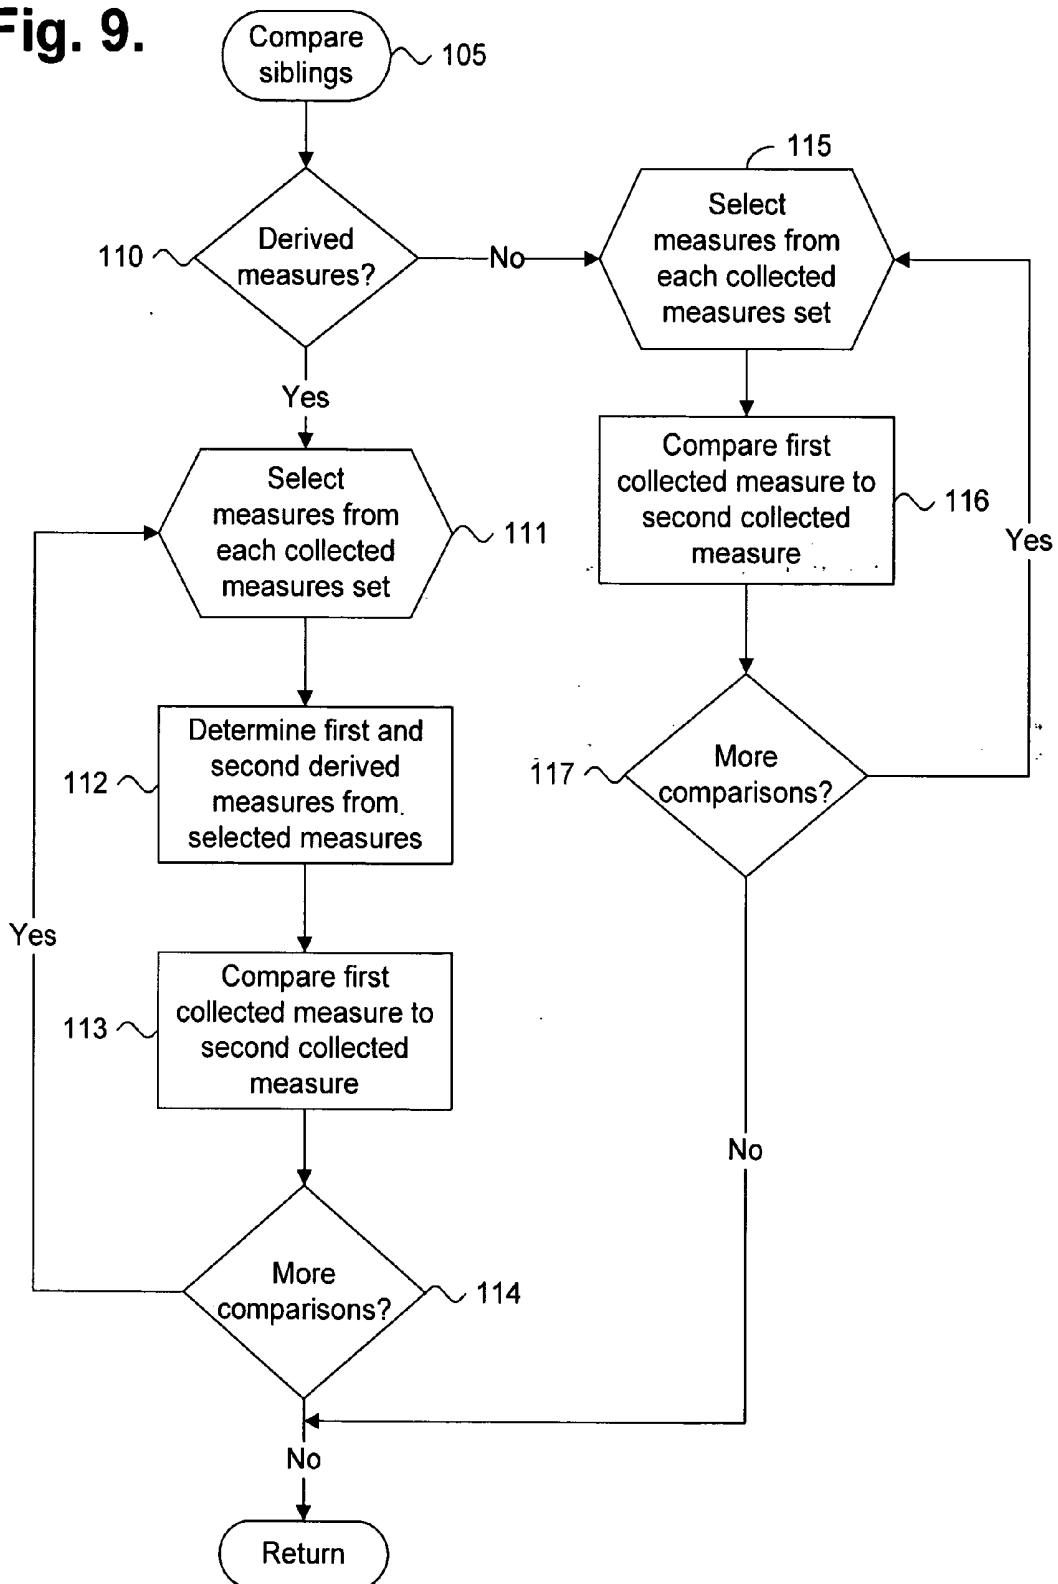 Fig. 9.
Compare
siblings
105
110
Derived
measures?
No
Yes
115
Select
measures from
each collected
measures set
Compare first
collected measure to
second collected
measure
116
Yes
117
More
comparisons?
No
Select
measures from
each collected
measures set
111
112
Determine first and
second derived
measures from
selected measures
Yes
113
Compare first
collected measure to
second collected
measure
More
comparisons?
114
No
Return